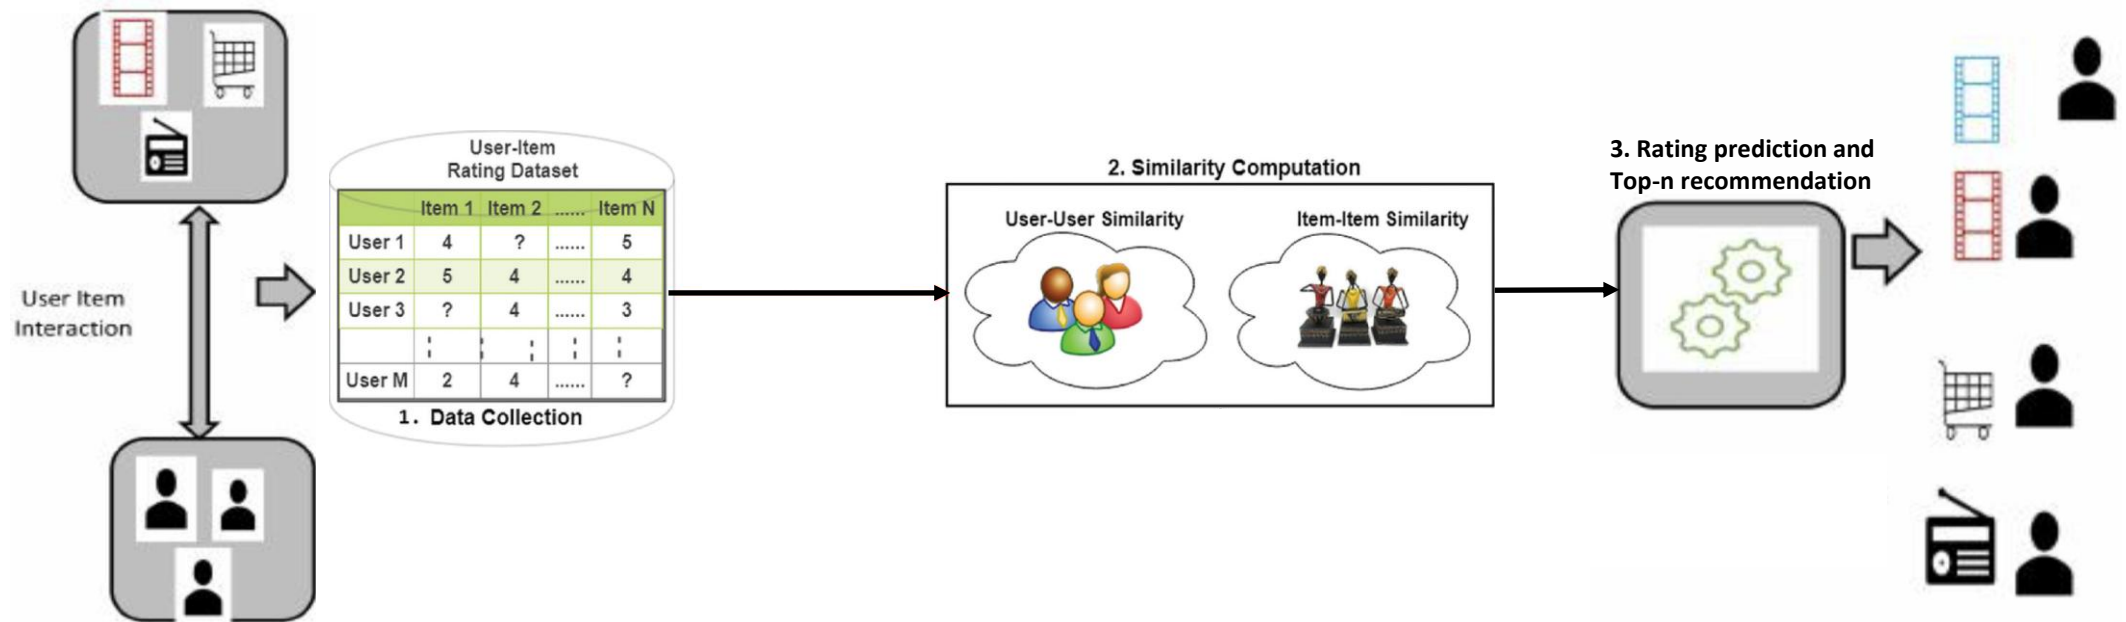 User Item
Interaction
User-Item
Rating Dataset
Item 1 Item 2 ...... Item N
User 1 4 ? ...... 5
User 2 5 4 ...... 4
User 3 ? 4 ...... 3
User M 2 4 ...... ?
1. Data Collection
2. Similarity Computation
User-User Similarity
Item-Item Similarity
3. Rating prediction and
Top-n recommendation